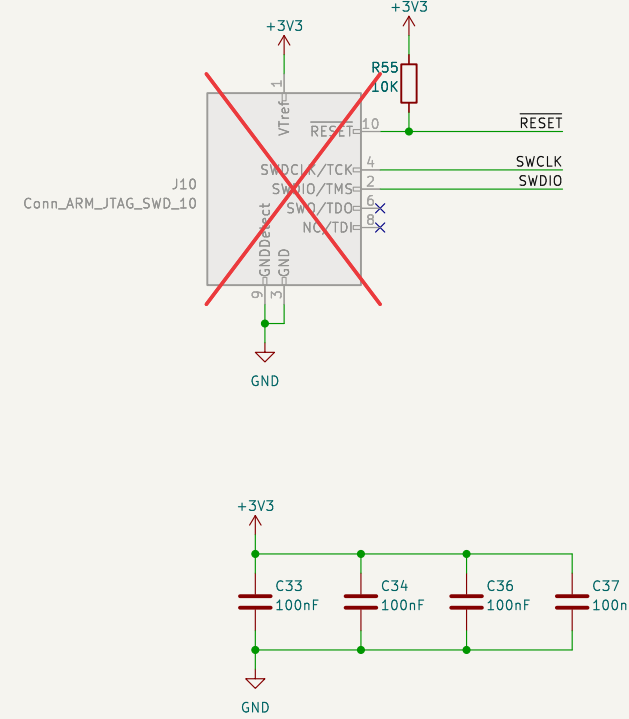 +3V3
+3V3
R55
10K
1
VTref
RESET
10
RESET
SWDCLK/TCK
4
SWCLK
J10
SWDIO/TMS
2
SWDIO
Conn_ARM_JTAG_SWD_10
SWO/TDO
6
NC/TDI
8
GNDDetect
GND
9
3
GND
+3V3
C33
100nF
C34
100nF
C36
100nF
C37
100n
GND